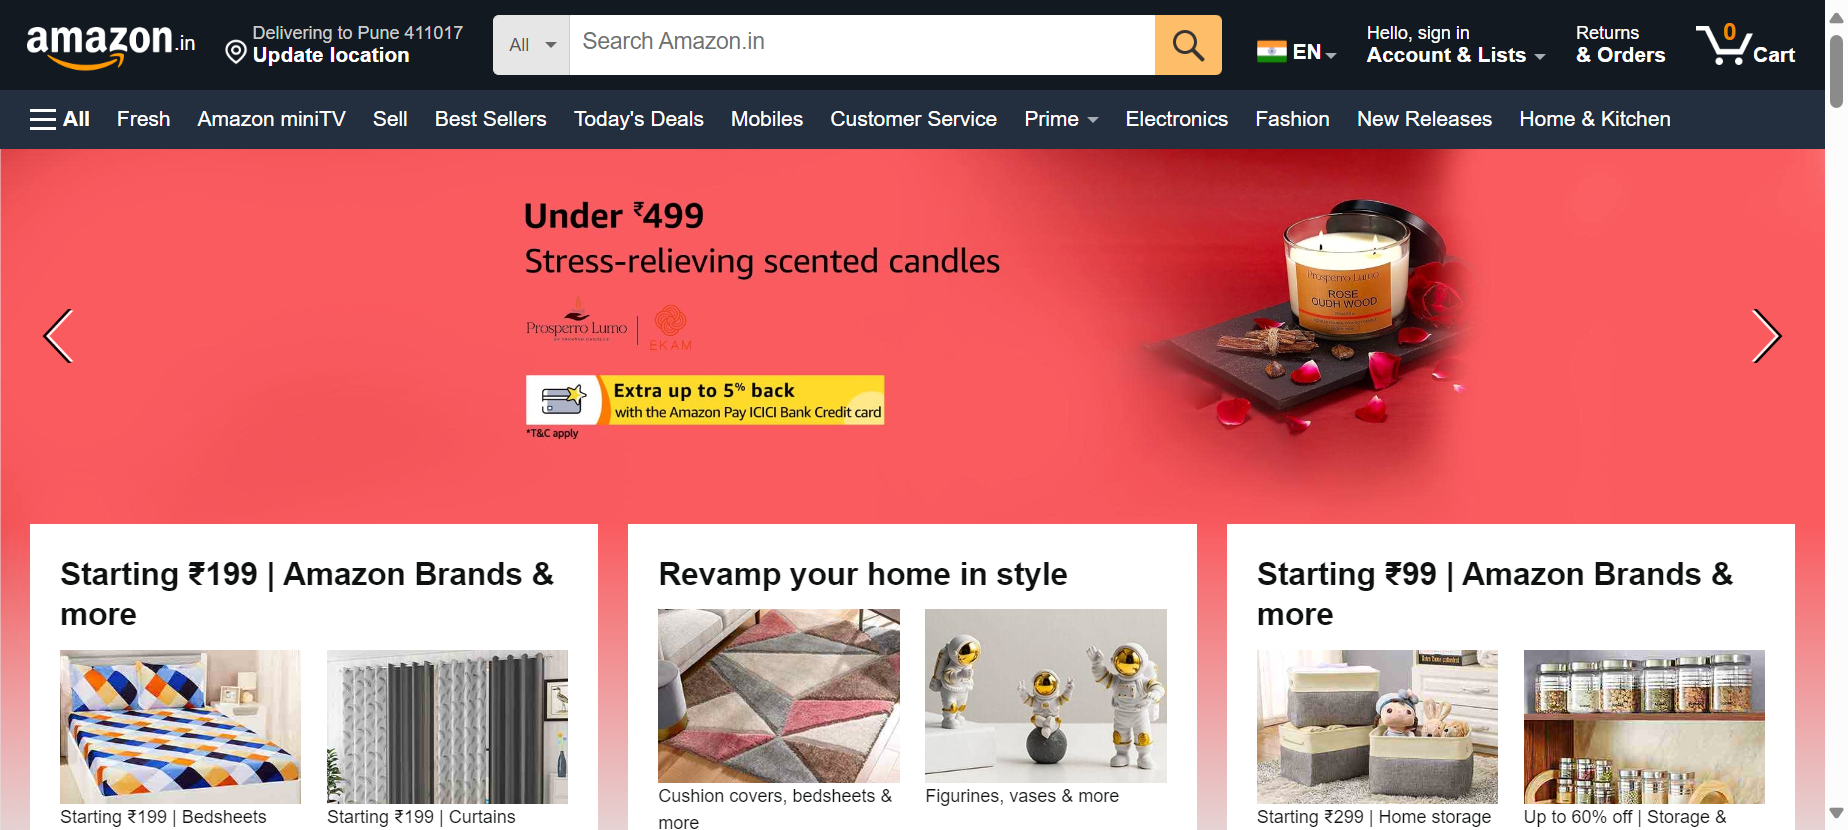 amazon.in
Delivering to Pune 411017
Update location
All
Search Amazon.in
EN
Hello, sign in
Account & Lists
Returns
& Orders
0
Cart
All
Fresh
Amazon miniTV
Sell
Best Sellers
Today's Deals
Mobiles
Customer Service
Prime
Electronics
Fashion
New Releases
Home & Kitchen
Under ₹499
Stress-relieving scented candles
Prosperro Lumo
EKAM
Extra up to 5% back
with the Amazon Pay ICICI Bank Credit card
*T&C apply
Prosperro Lumo
ROSE
OUDH WOOD
Starting ₹199 | Amazon Brands &
more
Starting ₹199 | Bedsheets
Starting ₹199 | Curtains
Revamp your home in style
Cushion covers, bedsheets &
more
Figurines, vases & more
Starting ₹99 | Amazon Brands &
more
Starting ₹299 | Home storage
Up to 60% off | Storage &